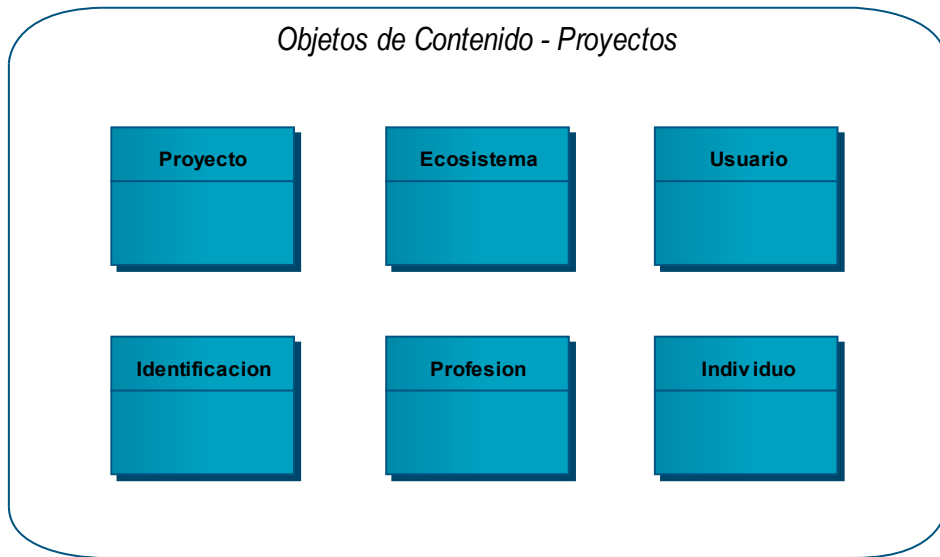 Objetos de Contenido - Proyectos
Proyecto
Ecosistema
Usuario
Identificacion
Profesion
Individuo